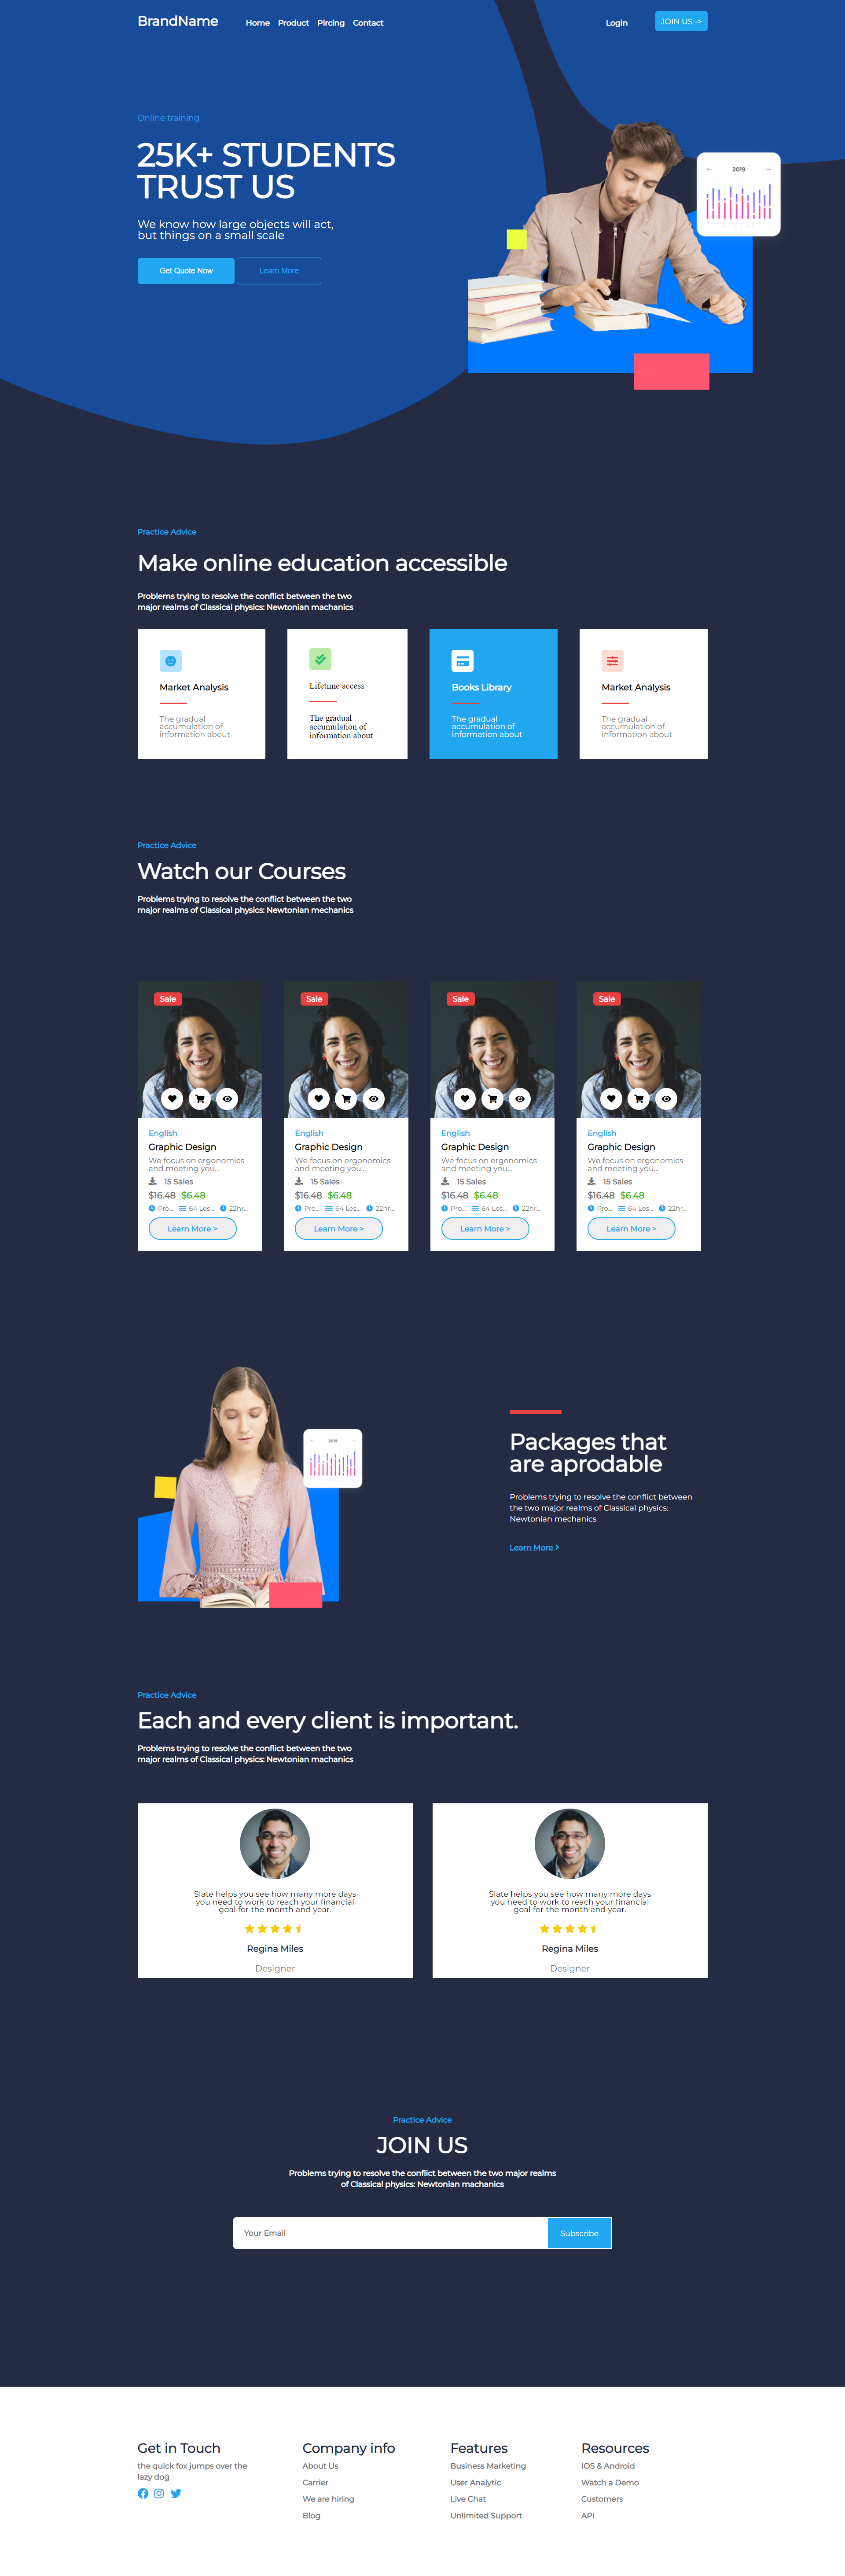 BrandName
Home Product Pircing Contact
Login
JOIN US ->
Online training
25K+ STUDENTS
TRUST US
We know how large objects will act,
but things on a small scale
Get Quote Now
Learn More
← 2019 →
Practice Advice
Make online education accessible
Problems trying to resolve the conflict between the two
major realms of Classical physics: Newtonian machanics
Market Analysis
The gradual
accumulation of
information about
Lifetime access
The gradual
accumulation of
information about
Books Library
The gradual
accumulation of
information about
Market Analysis
The gradual
accumulation of
information about
Practice Advice
Watch our Courses
Problems trying to resolve the conflict between the two
major realms of Classical physics: Newtonian mechanics
Sale
English
Graphic Design
We focus on ergonomics
and meeting you...
15 Sales
$16.48 $6.48
Pro... 64 Les... 22hr...
Learn More >
Sale
English
Graphic Design
We focus on ergonomics
and meeting you...
15 Sales
$16.48 $6.48
Pro... 64 Les... 22hr...
Learn More >
Sale
English
Graphic Design
We focus on ergonomics
and meeting you...
15 Sales
$16.48 $6.48
Pro... 64 Les... 22hr...
Learn More >
Sale
English
Graphic Design
We focus on ergonomics
and meeting you...
15 Sales
$16.48 $6.48
Pro... 64 Les... 22hr...
Learn More >
2019
Packages that
are aprodable
Problems trying to resolve the conflict between
the two major realms of Classical physics:
Newtonian mechanics
Learn More >
Practice Advice
Each and every client is important.
Problems trying to resolve the conflict between the two
major realms of Classical physics: Newtonian machanics
Slate helps you see how many more days
you need to work to reach your financial
goal for the month and year.
Regina Miles
Designer
Slate helps you see how many more days
you need to work to reach your financial
goal for the month and year.
Regina Miles
Designer
Practice Advice
JOIN US
Problems trying to resolve the conflict between the two major realms
of Classical physics: Newtonian machanics
Your Email
Subscribe
Get in Touch
the quick fox jumps over the
lazy dog
Company info
About Us
Carrier
We are hiring
Blog
Features
Business Marketing
User Analytic
Live Chat
Unlimited Support
Resources
IOS & Android
Watch a Demo
Customers
API